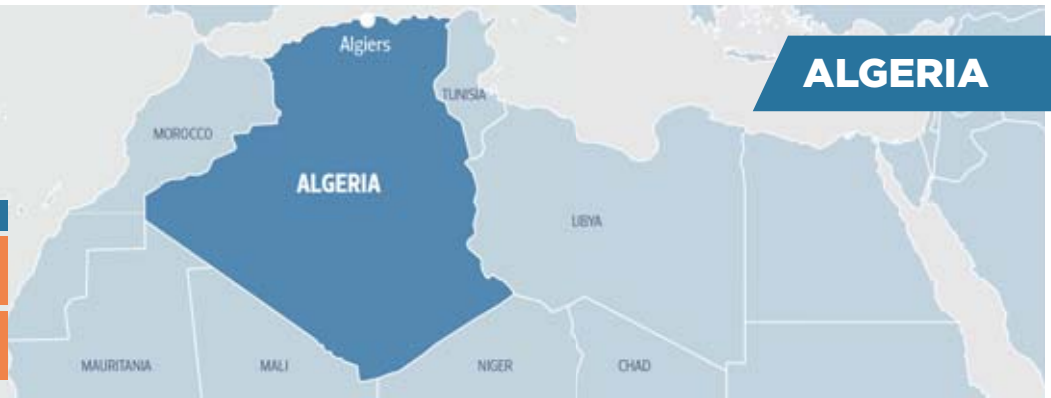 Algiers
ALGERIA
TUNISIA
MOROCCO
ALGERIA
LIBYA
MAURITANIA
MALI
NIGER
CHAD